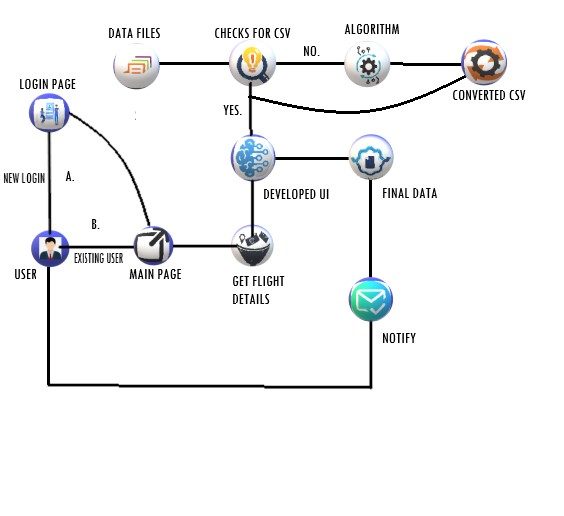 DATA FILES
CHECKS FOR CSV
ALGORITHM
NO.
CONVERTED CSV
LOGIN PAGE
YES.
NEW LOGIN
A.
DEVELOPED UI
FINAL DATA
B.
EXISTING USER
USER
MAIN PAGE
GET FLIGHT
DETAILS
NOTIFY